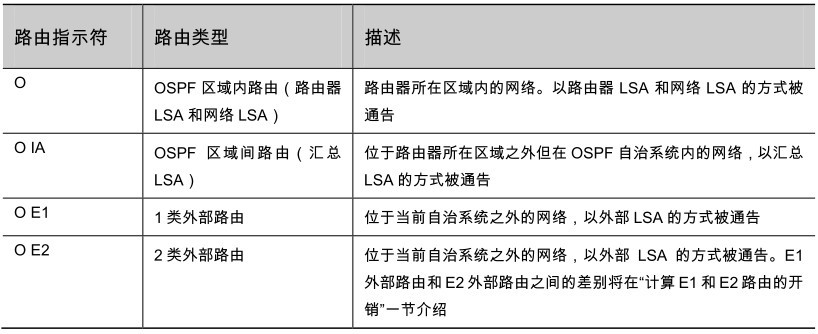 路由指示符 路由类型 描述
O OSPF 区域内路由（路由器 路由器所在区域内的网络。以路由器 LSA 和网络 LSA 的方式被
LSA 和网络 LSA） 通告
O IA OSPF 区域间路由（汇总 位于路由器所在区域之外但在 OSPF 自治系统内的网络，以汇总
LSA） LSA 的方式被通告
O E1 1 类外部路由 位于当前自治系统之外的网络，以外部 LSA 的方式被通告
O E2 2 类外部路由 位于当前自治系统之外的网络，以外部 LSA 的方式被通告。E1
外部路由和 E2 外部路由之间的差别将在“计算 E1 和 E2 路由的开
销”一节介绍